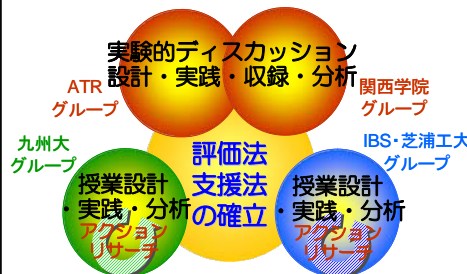 実験的ディスカッション
設計・実践・収録・分析
ATR
グループ
関西学院
グループ
九州大
グループ
IBS・芝浦工大
グループ
評価法
支援法
の確立
授業設計
・実践・分析
アクション
リサーチ
授業設計
・実践・分析
アクション
リサーチ